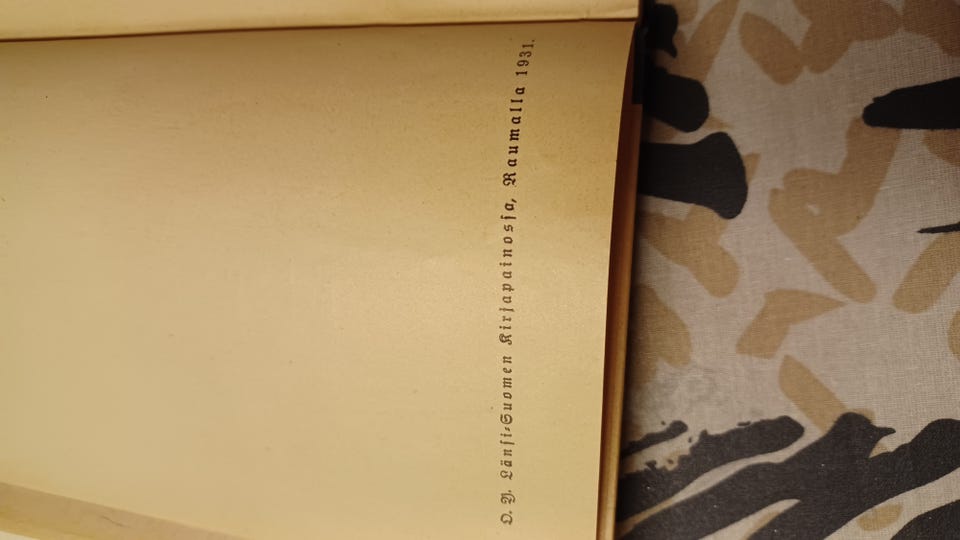 O. Y. Länsi-Suomen Kirjapainossa, Raumalla 1931.